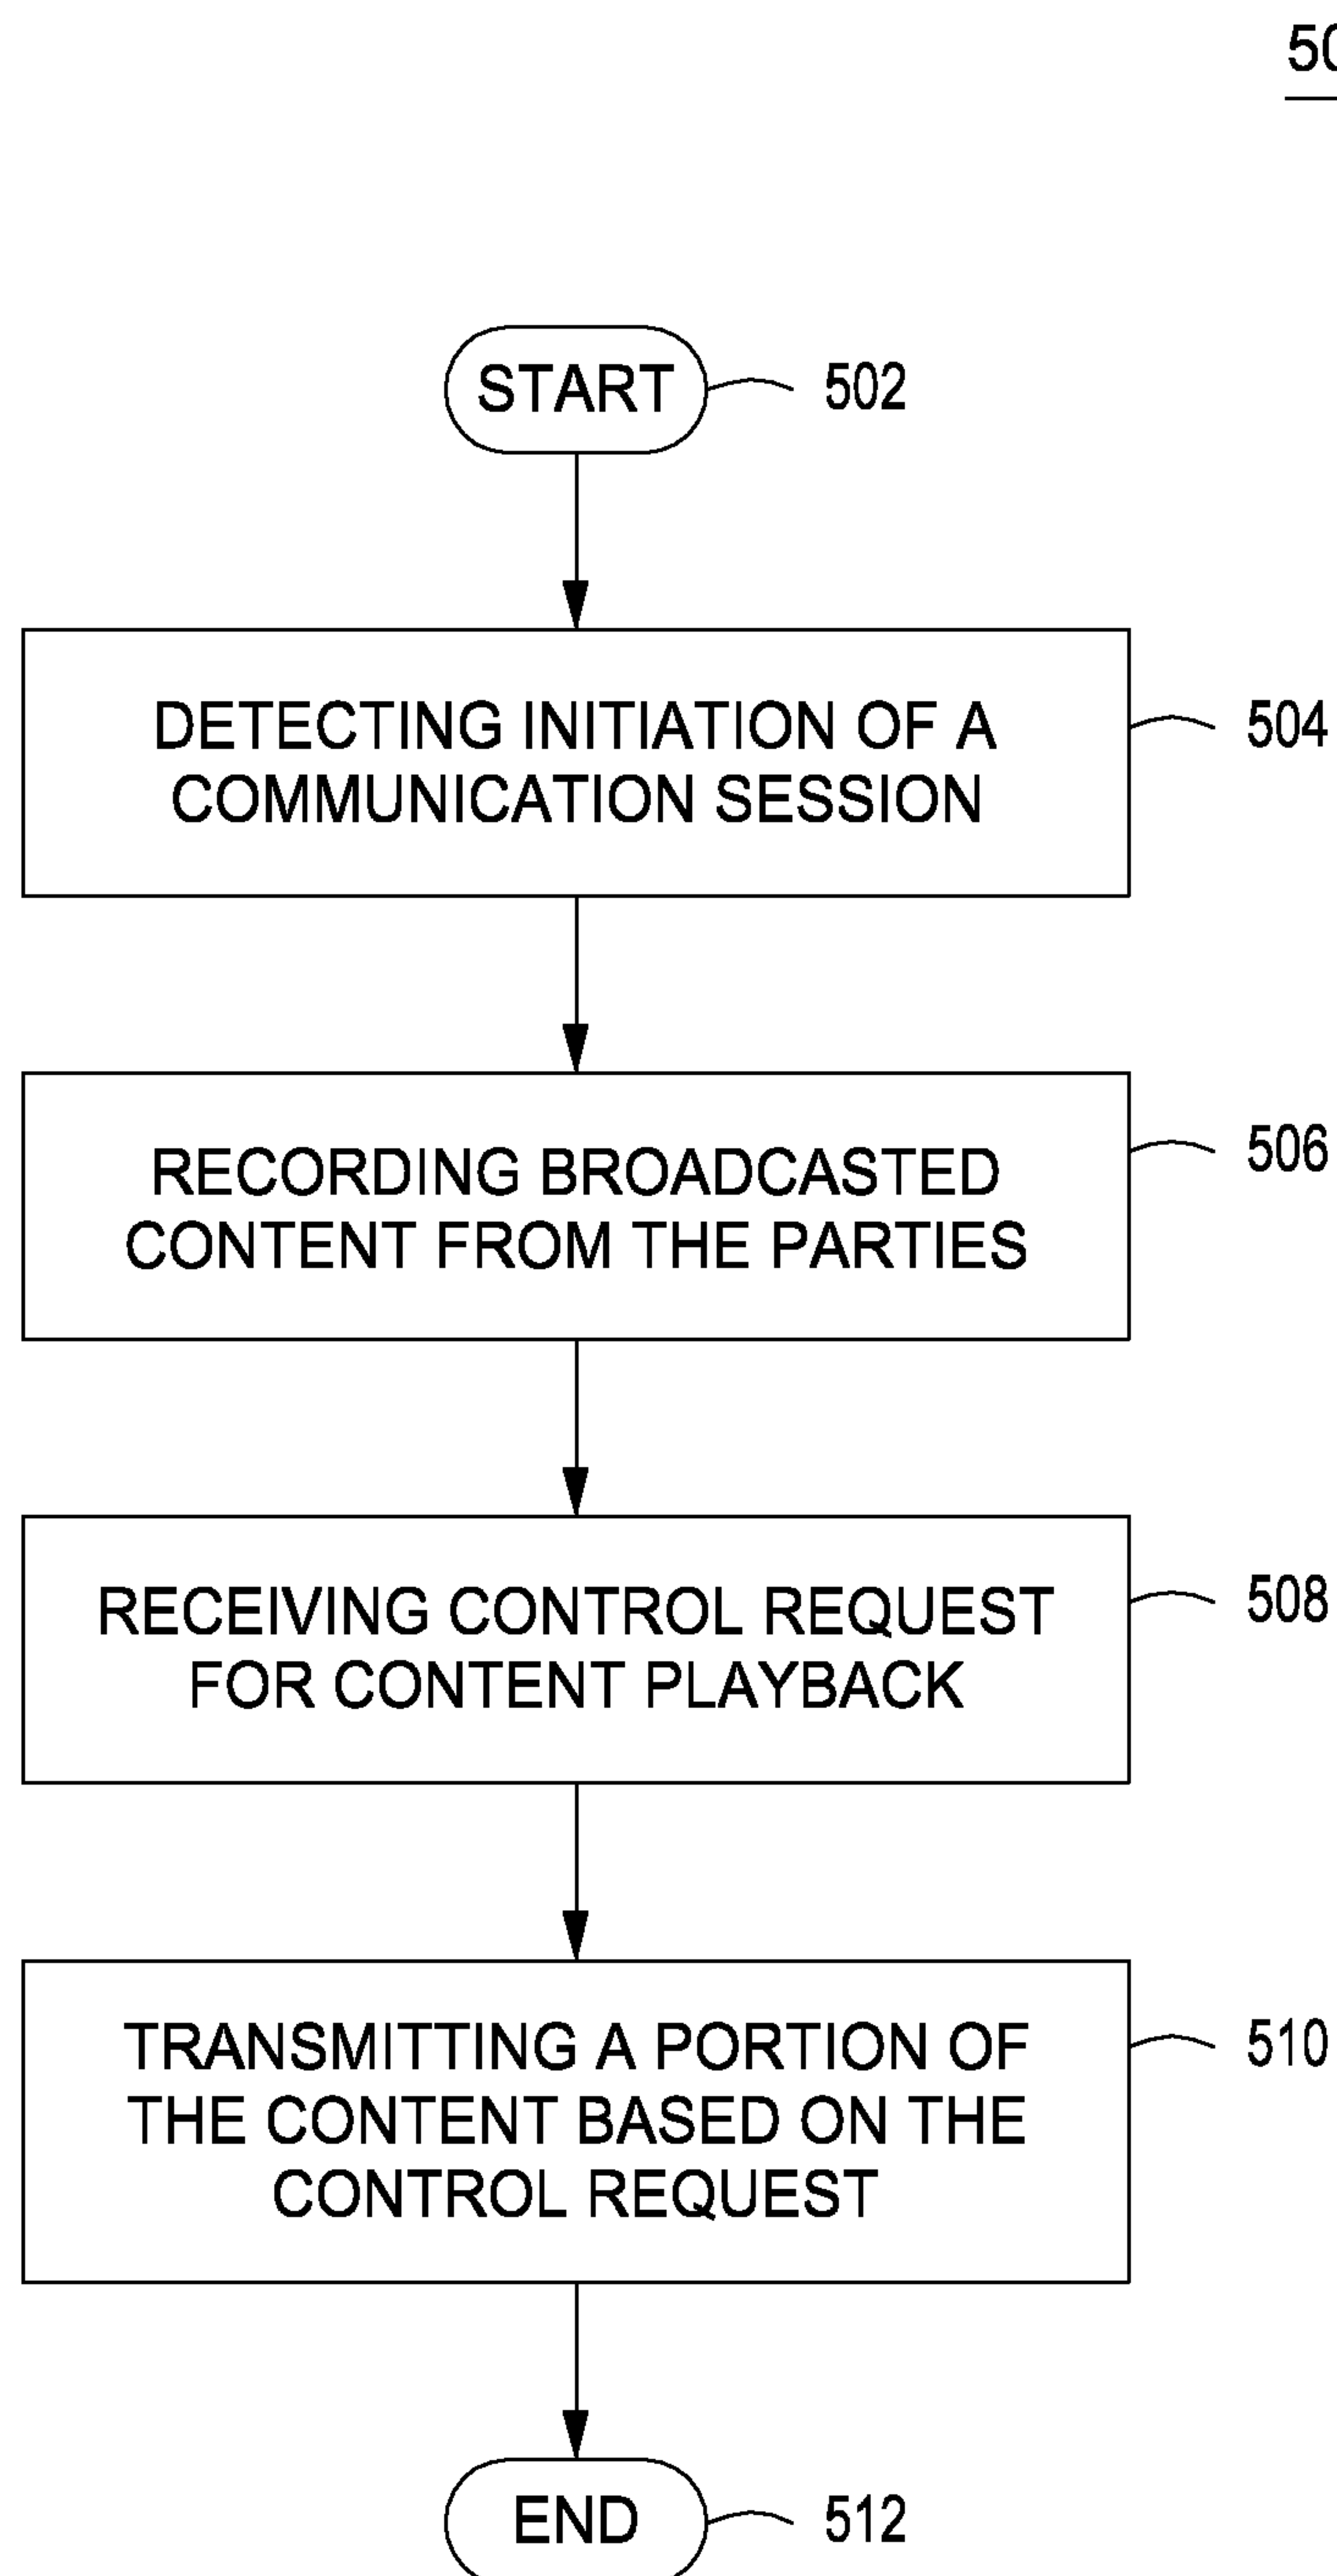 START
502
DETECTING INITIATION OF A
COMMUNICATION SESSION
504
RECORDING BROADCASTED
CONTENT FROM THE PARTIES
506
RECEIVING CONTROL REQUEST
FOR CONTENT PLAYBACK
508
TRANSMITTING A PORTION OF
THE CONTENT BASED ON THE
CONTROL REQUEST
510
END
512